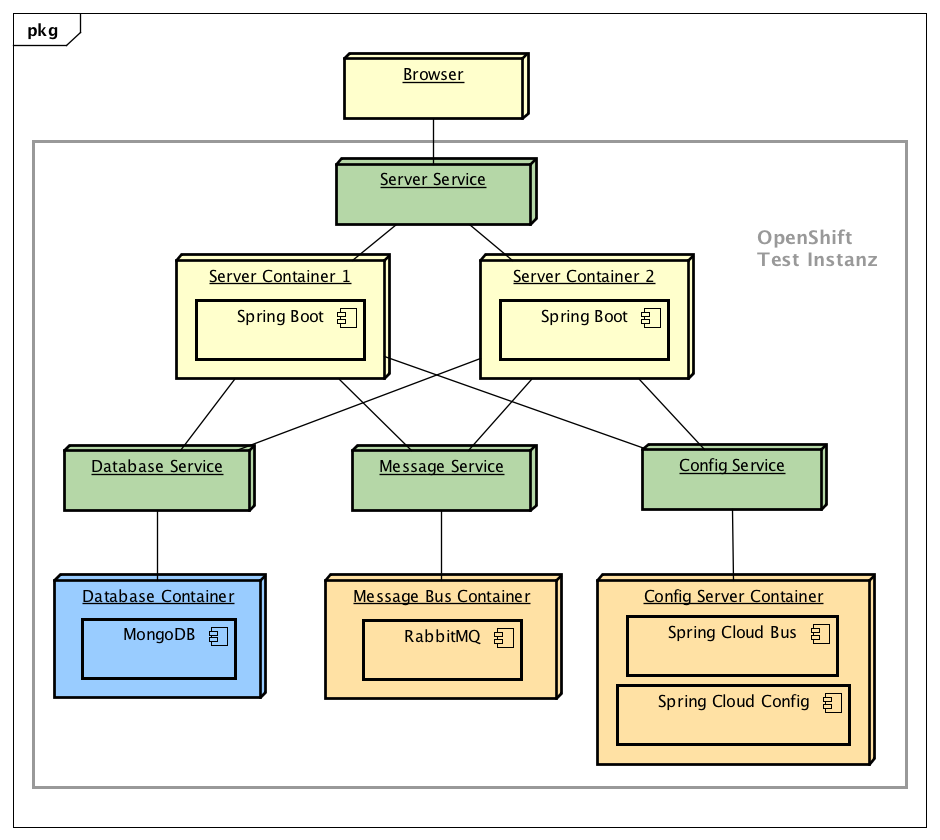 pkg
Browser
Server Service
OpenShift
Test Instanz
Server Container 1
Server Container 2
Spring Boot
Spring Boot
Database Service
Message Service
Config Service
Database Container
Message Bus Container
Config Server Container
MongoDB
RabbitMQ
Spring Cloud Bus
Spring Cloud Config